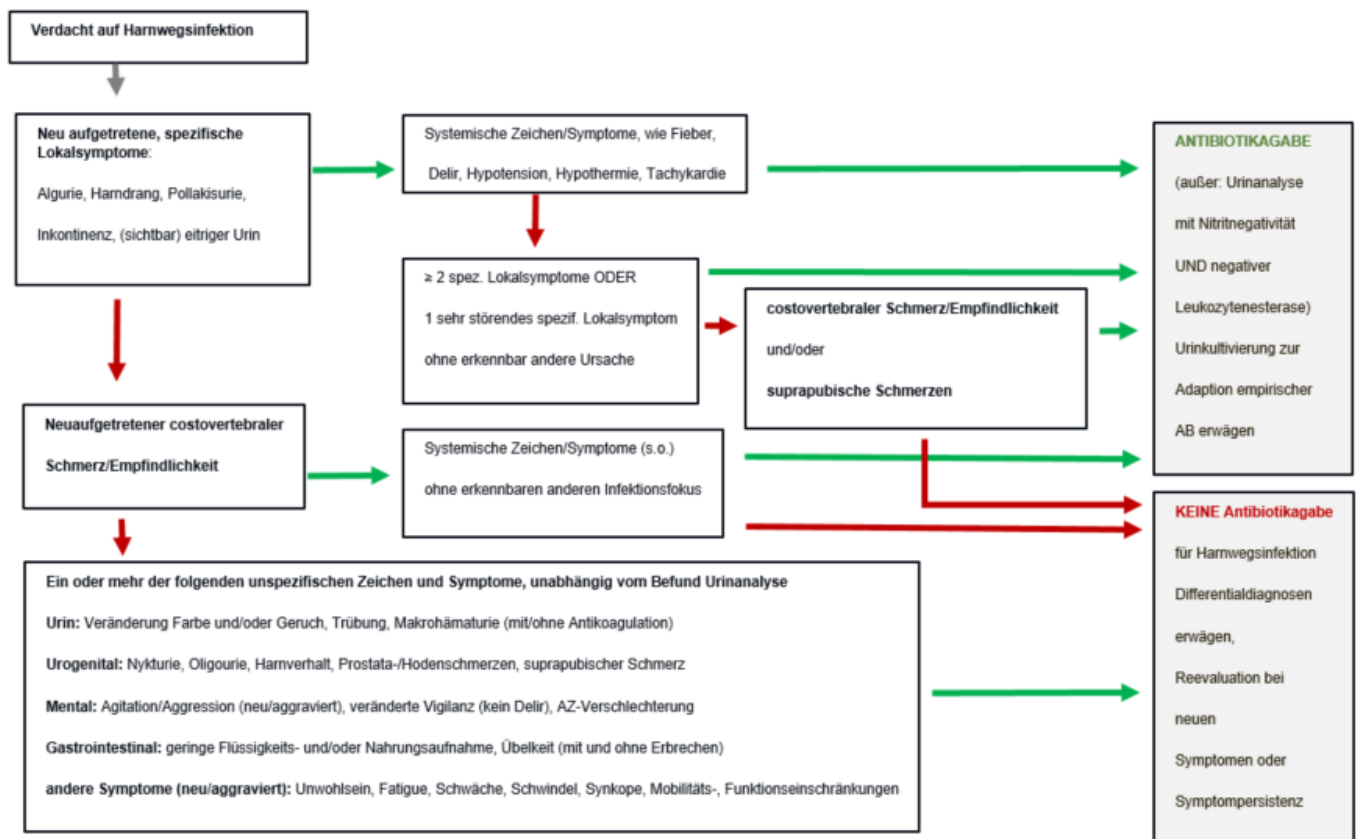 Verdacht auf Harnwegsinfektion
Neu aufgetretene, spezifische
Lokalsymptome:
Algurie, Harndrang, Pollakisurie,
Inkontinenz, (sichtbar) eitriger Urin
Systemische Zeichen/Symptome, wie Fieber,
Delir, Hypotension, Hypothermie, Tachykardie
≥ 2 spez. Lokalsymptome ODER
1 sehr störendes spezif. Lokalsymptom
ohne erkennbar andere Ursache
costovertebraler Schmerz/Empfindlichkeit
und/oder
suprapubische Schmerzen
ANTIBIOTIKAGABE
(außer: Urinanalyse
mit Nitritnegativität
UND negativer
Leukozytenesterase)
Urinkultivierung zur
Adaption empirischer
AB erwägen
Neuaufgetretener costovertebraler
Schmerz/Empfindlichkeit
Systemische Zeichen/Symptome (s.o.)
ohne erkennbaren anderen Infektionsfokus
KEINE Antibiotikagabe
für Harnwegsinfektion
Differentialdiagnosen
erwägen,
Reevaluation bei
neuen
Symptomen oder
Symptompersistenz
Ein oder mehr der folgenden unspezifischen Zeichen und Symptome, unabhängig vom Befund Urinanalyse
Urin: Veränderung Farbe und/oder Geruch, Trübung, Makrohämaturie (mit/ohne Antikoagulation)
Urogenital: Nykturie, Oligourie, Harnverhalt, Prostata-/Hodenschmerzen, suprapubischer Schmerz
Mental: Agitation/Aggression (neu/aggraviert), veränderte Vigilanz (kein Delir), AZ-Verschlechterung
Gastrointestinal: geringe Flüssigkeits- und/oder Nahrungsaufnahme, Übelkeit (mit und ohne Erbrechen)
andere Symptome (neu/aggraviert): Unwohlsein, Fatigue, Schwäche, Schwindel, Synkope, Mobilitäts-, Funktionseinschränkungen